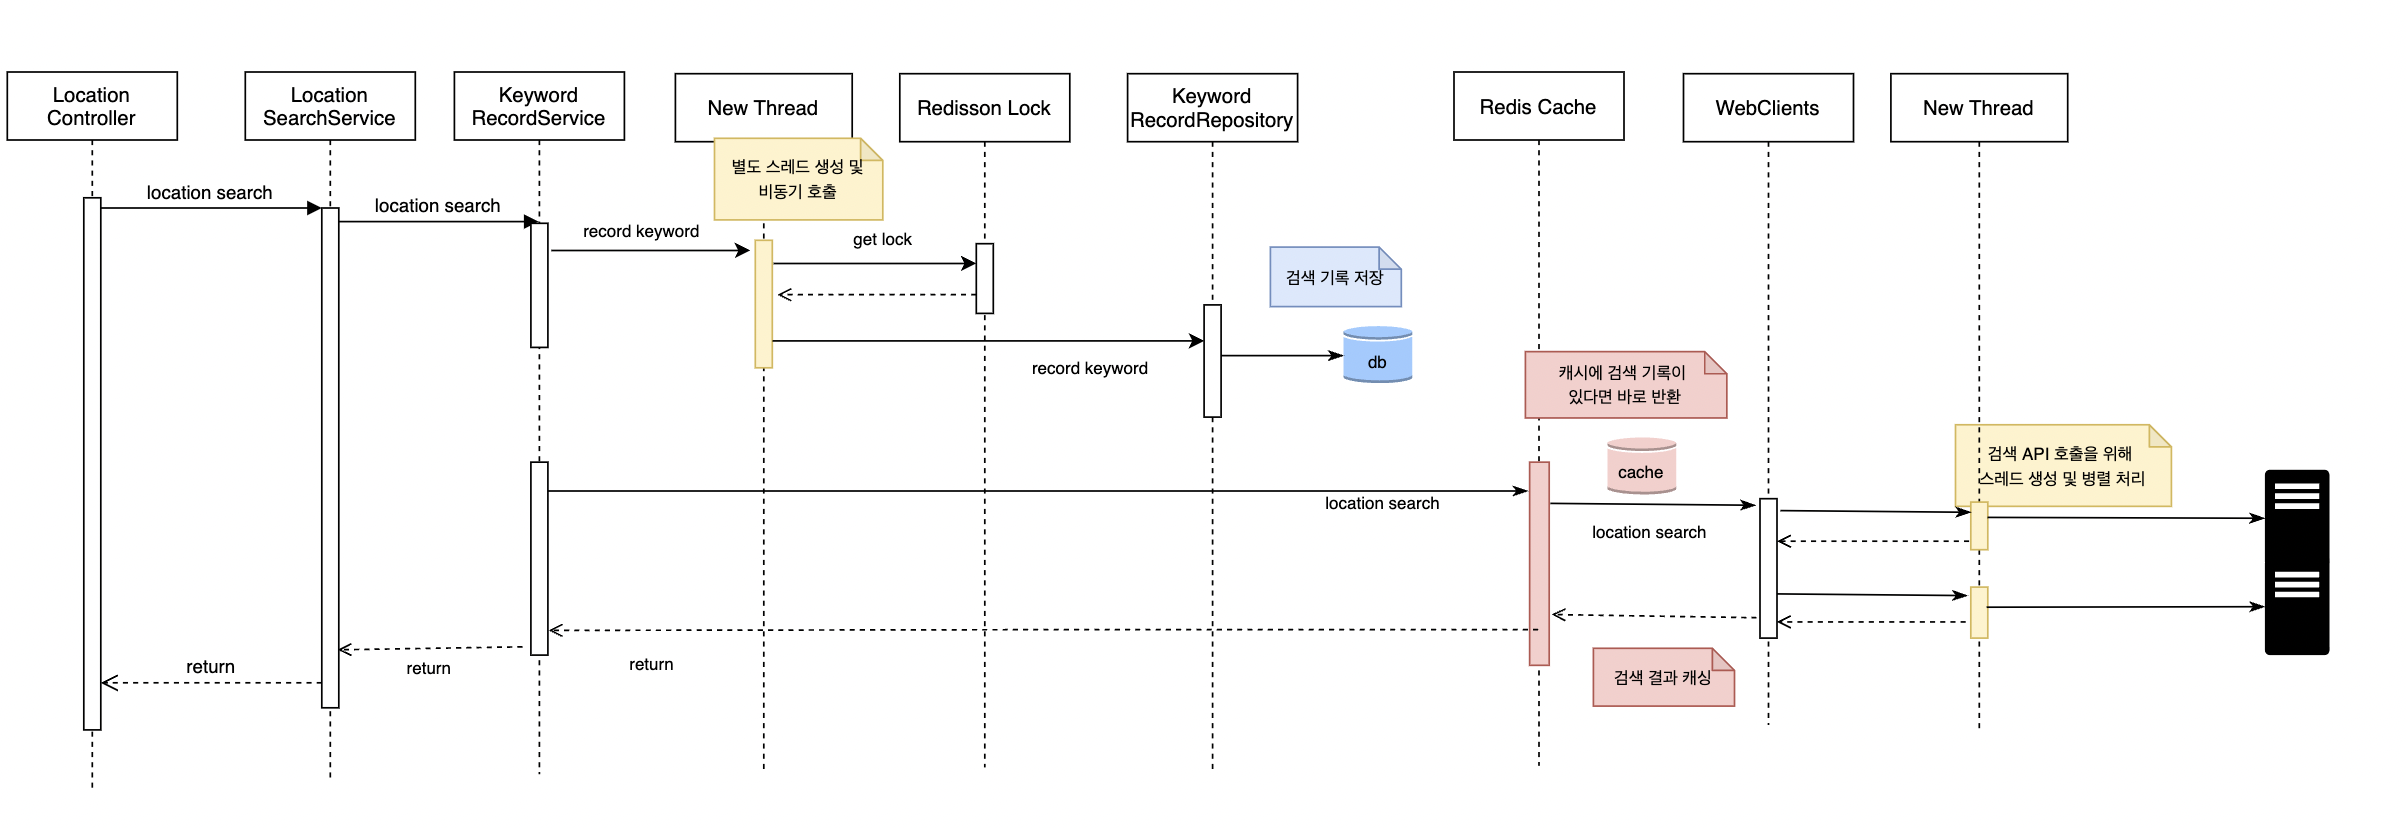 Location
Controller
Location
SearchService
Keyword
RecordService
New Thread
Redisson Lock
Keyword
RecordRepository
Redis Cache
WebClients
New Thread
별도 스레드 생성 및
비동기 호출
location search
location search
record keyword
get lock
검색 기록 저장
record keyword
db
캐시에 검색 기록이
있다면 바로 반환
cache
검색 API 호출을 위해
스레드 생성 및 병렬 처리
location search
location search
return
return
return
검색 결과 캐싱